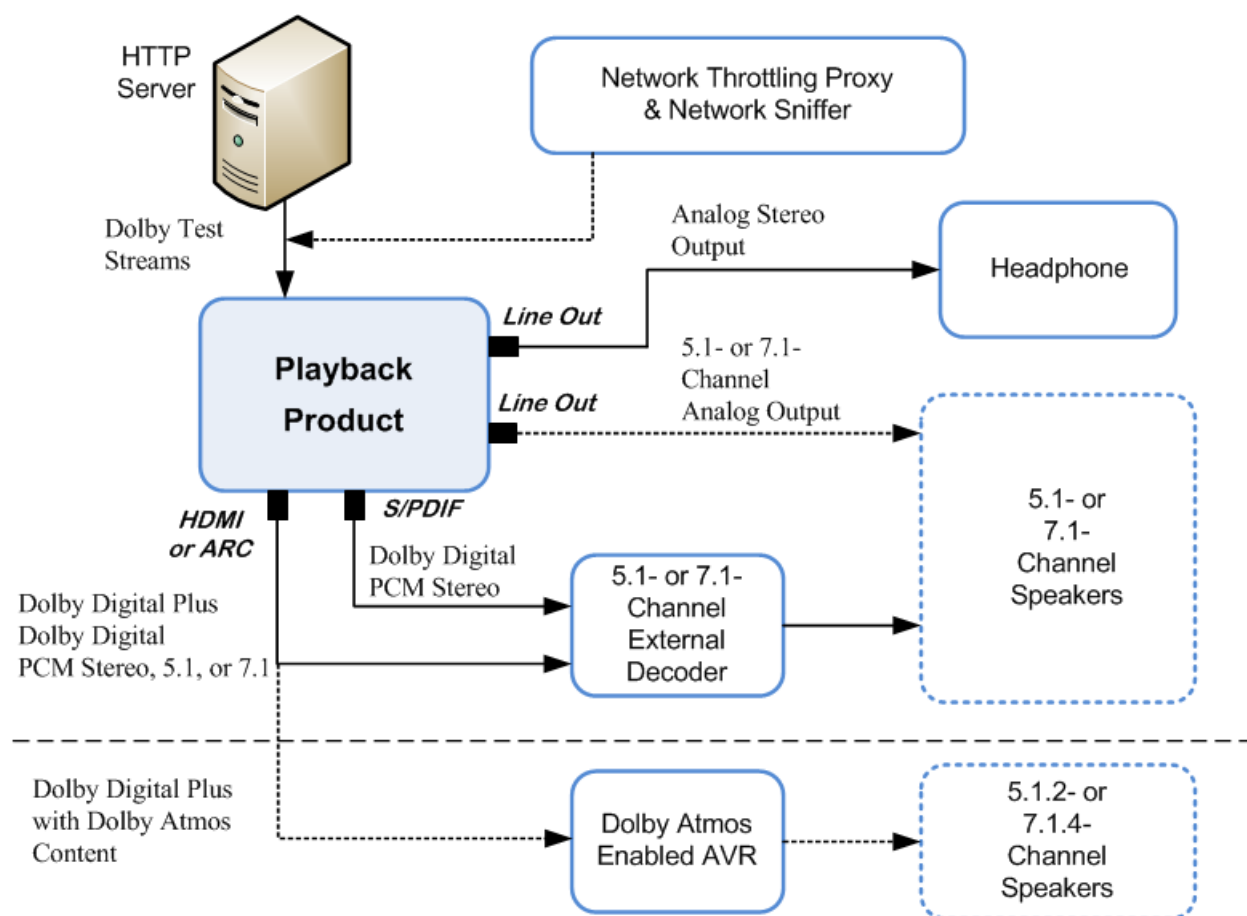 HTTP
Server
Network Throttling Proxy
& Network Sniffer
Dolby Test
Streams
Analog Stereo
Output
Headphone
Line Out
Playback
Product
5.1- or 7.1-
Channel
Analog Output
Line Out
5.1- or
7.1-
Channel
Speakers
HDMI
or ARC
S/PDIF
Dolby Digital
PCM Stereo
Dolby Digital Plus
Dolby Digital
PCM Stereo, 5.1, or 7.1
5.1- or 7.1-
Channel
External
Decoder
Dolby Digital Plus
with Dolby Atmos
Content
Dolby Atmos
Enabled AVR
5.1.2- or
7.1.4-
Channel
Speakers